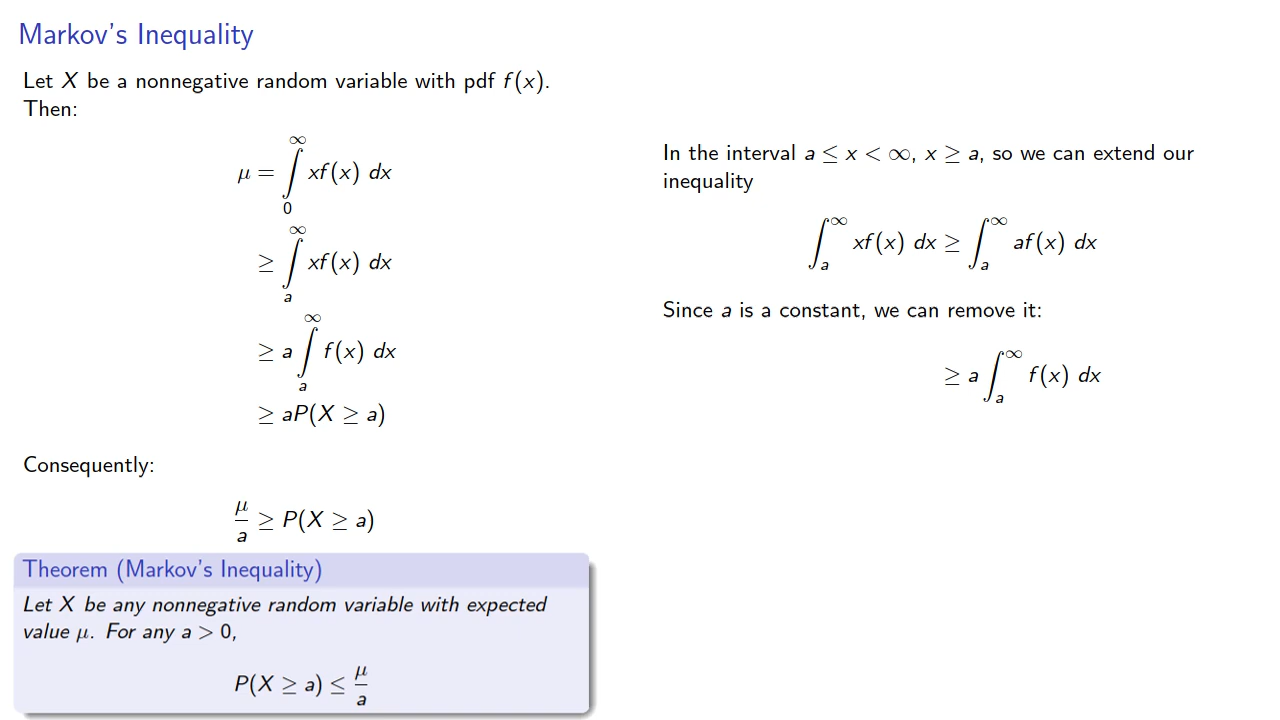 Markov's Inequality
Let X be a nonnegative random variable with pdf f(x).
Then:
μ = ∫₀^∞ xf(x) dx
≥ ∫ₐ^∞ xf(x) dx
≥ a ∫ₐ^∞ f(x) dx
≥ aP(X ≥ a)
Consequently:
μ/a ≥ P(X ≥ a)
Theorem (Markov's Inequality)
Let X be any nonnegative random variable with expected
value μ. For any a > 0,
P(X ≥ a) ≤ μ/a
In the interval a ≤ x < ∞, x ≥ a, so we can extend our
inequality
∫ₐ^∞ xf(x) dx ≥ ∫ₐ^∞ af(x) dx
Since a is a constant, we can remove it:
≥ a ∫ₐ^∞ f(x) dx